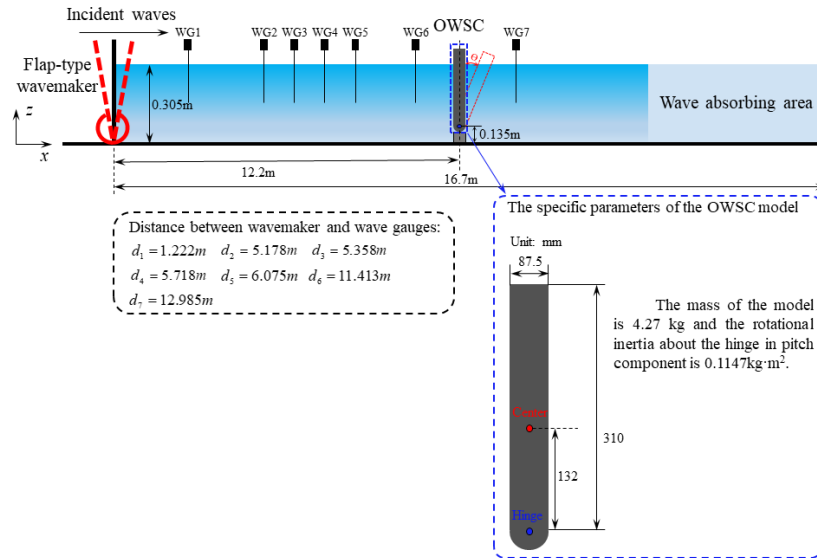 Incident waves
WG1
WG2
WG3
WG4
WG5
WG6
OWSC
WG7
Flap-type
wavemaker
θ
0.305m
Wave absorbing area
0.135m
z
x
12.2m
16.7m
Distance between wavemaker and wave gauges:
d₁=1.222m d₂=5.178m d₃=5.358m
d₄=5.718m d₅=6.075m d₆=11.413m
d₇=12.985m
The specific parameters of the OWSC model
Unit: mm
87.5
The mass of the model
is 4.27 kg and the rotational
inertia about the hinge in pitch
component is 0.1147kg·m².
Center
310
132
Hinge